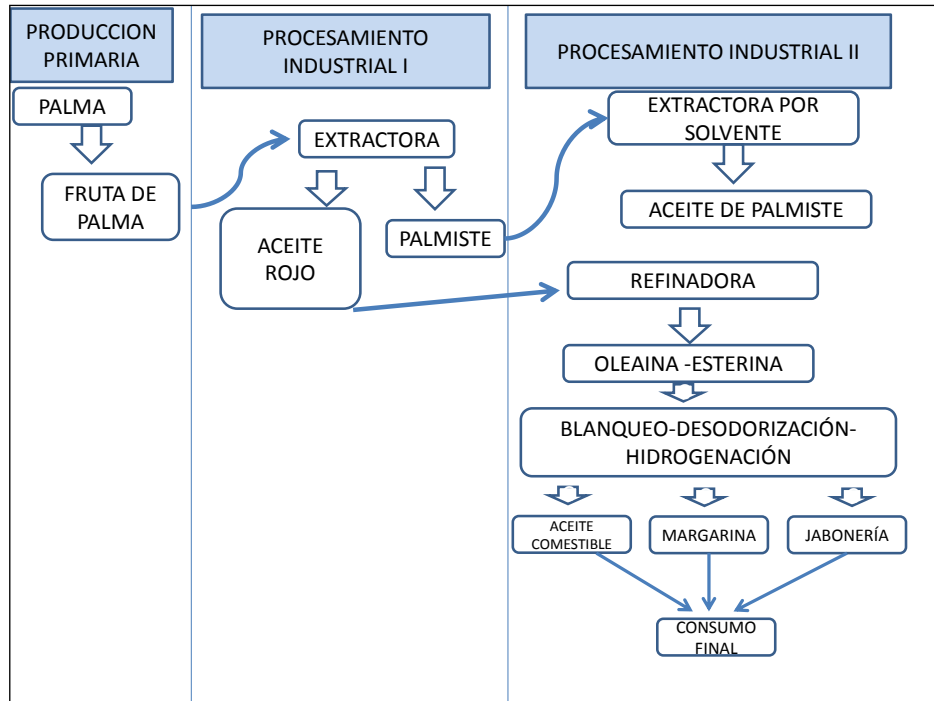 PRODUCCION
PRIMARIA
PALMA
FRUTA DE
PALMA
PROCESAMIENTO
INDUSTRIAL I
EXTRACTORA
ACEITE
ROJO
PALMISTE
PROCESAMIENTO INDUSTRIAL II
EXTRACTORA POR
SOLVENTE
ACEITE DE PALMISTE
REFINADORA
OLEAINA -ESTERINA
BLANQUEO-DESODORIZACIÓN-
HIDROGENACIÓN
ACEITE
COMESTIBLE
MARGARINA
JABONERÍA
CONSUMO
FINAL